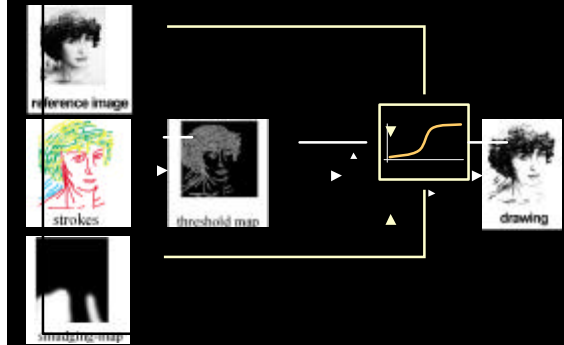 reference image
strokes
threshold map
drawing
smudging-map